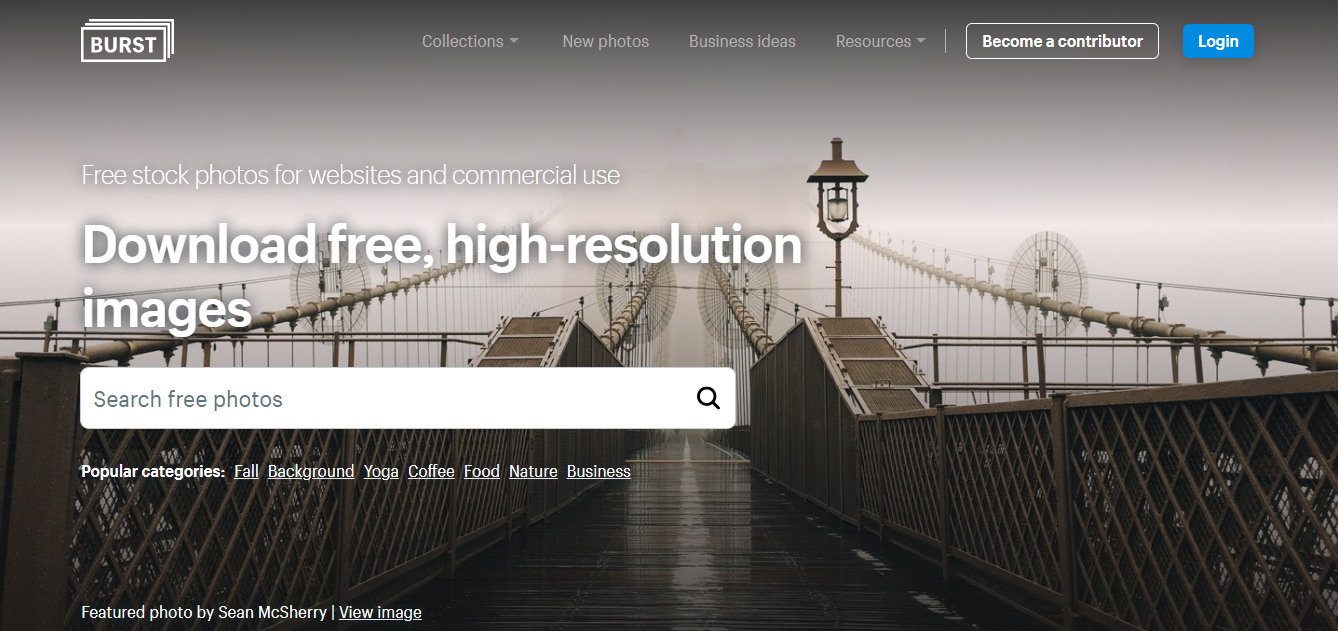 BURST
Collections
New photos
Business ideas
Resources
Become a contributor
Login
Free stock photos for websites and commercial use
Download free, high-resolution
images
Search free photos
Popular categories: Fall Background Yoga Coffee Food Nature Business
Featured photo by Sean McSherry | View image